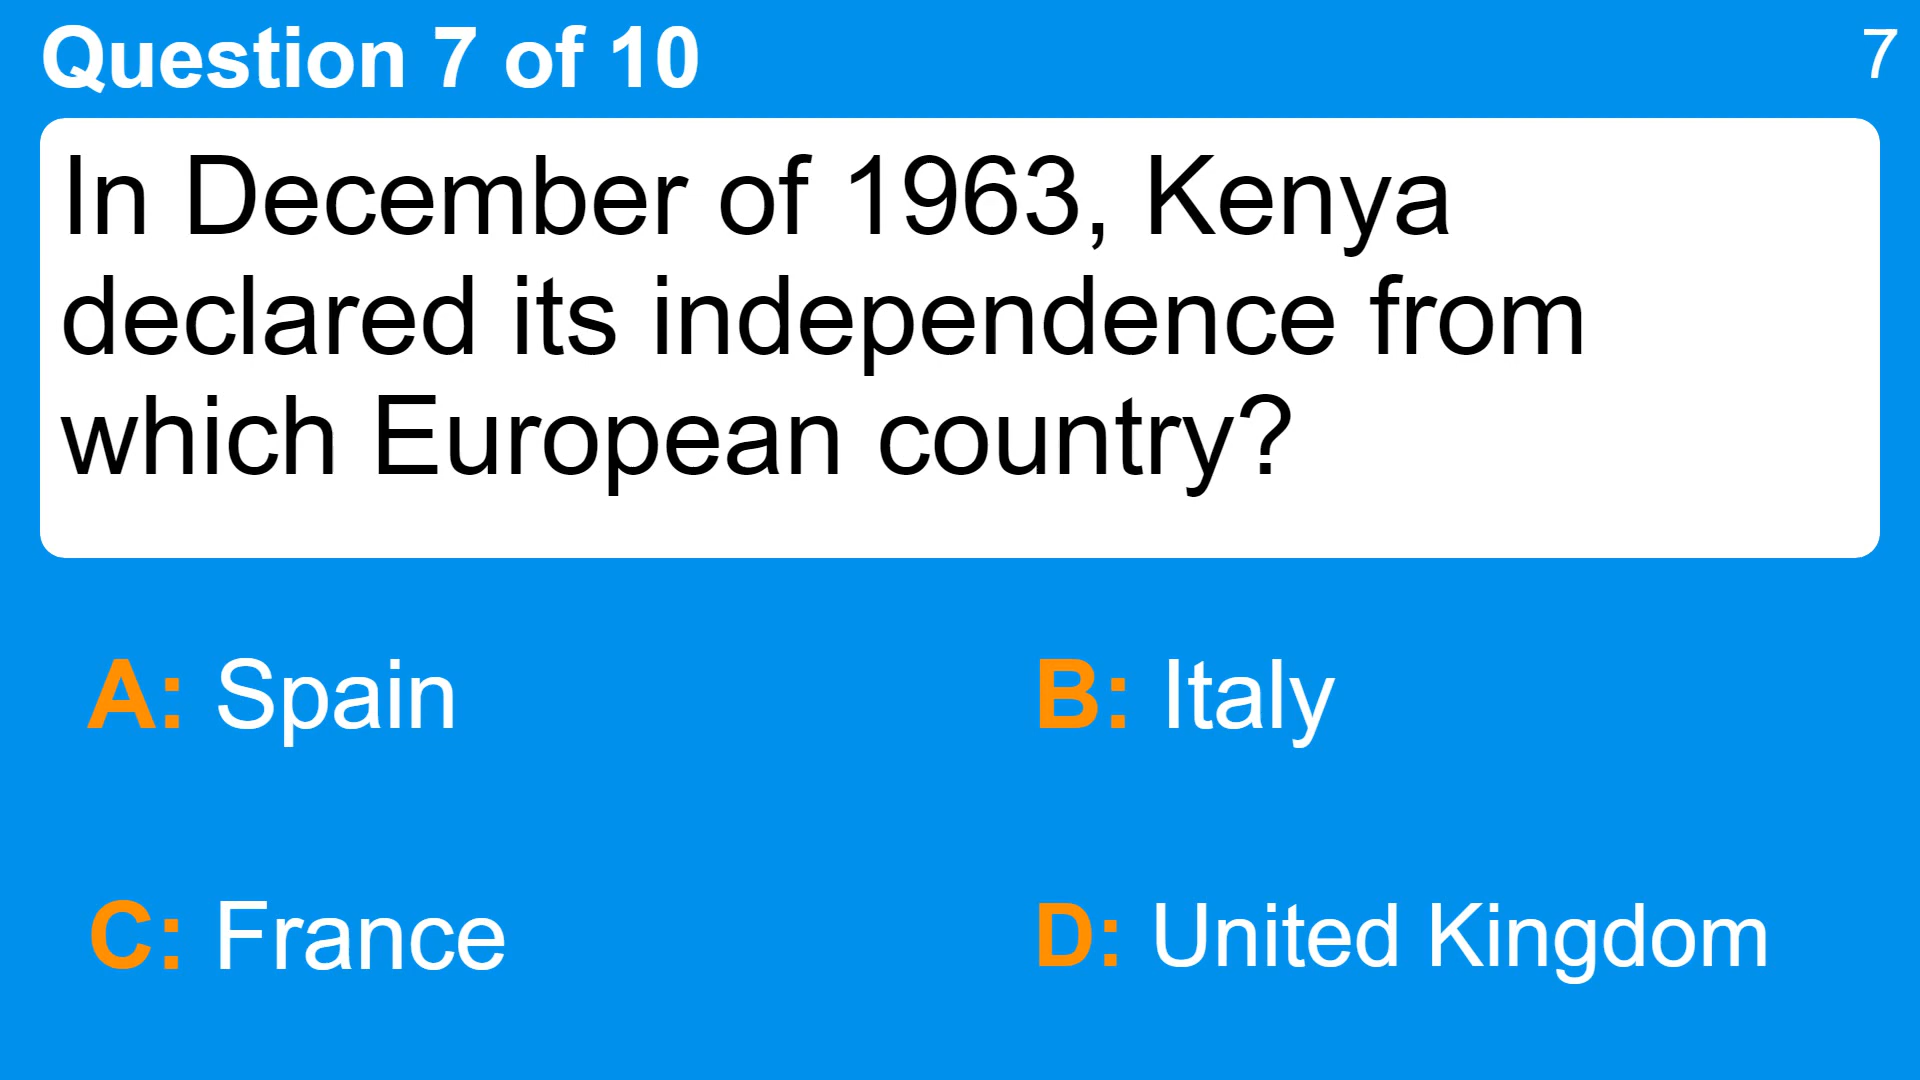 Question 7 of 10
7
In December of 1963, Kenya
declared its independence from
which European country?
A: Spain
B: Italy
C: France
D: United Kingdom